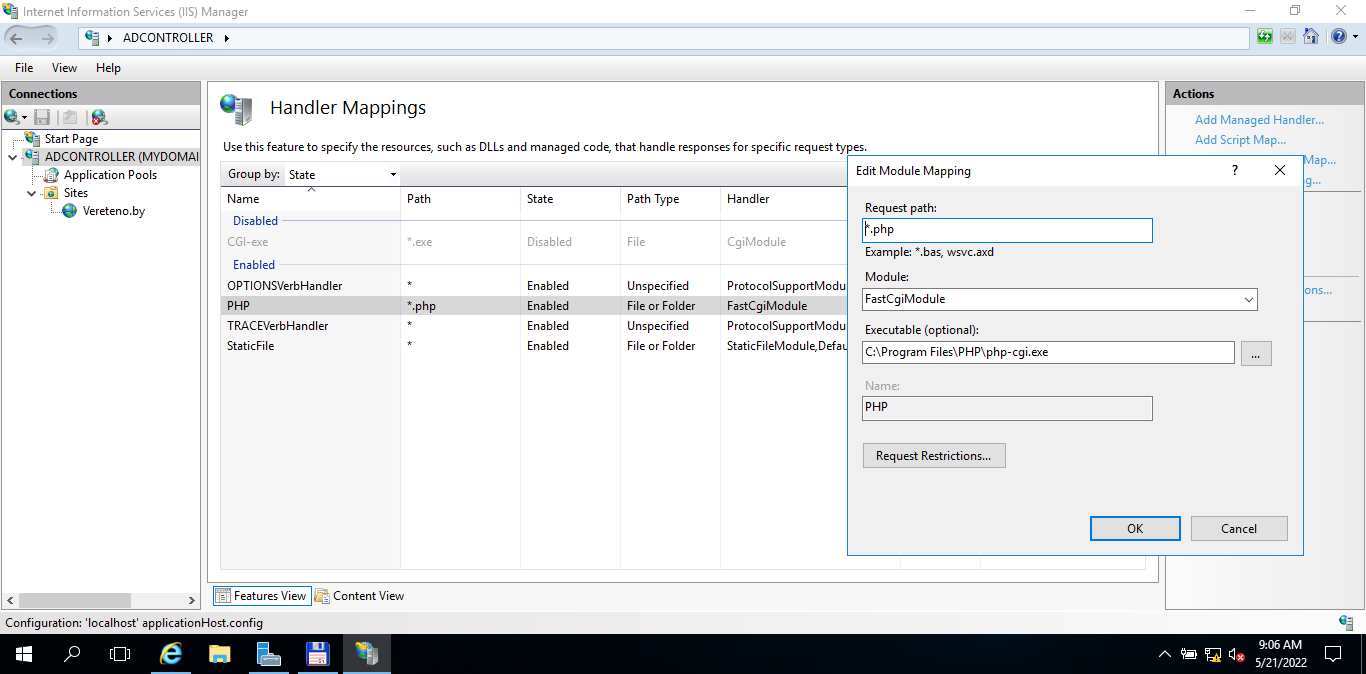 Internet Information Services (IIS) Manager
ADCONTROLLER
File View Help
Connections
Start Page
ADCONTROLLER (MYDOMAI
Application Pools
Sites
Vereteno.by
Handler Mappings
Use this feature to specify the resources, such as DLLs and managed code, that handle responses for specific request types.
Group by: State
Name Path State Path Type Handler
Disabled
CGI-exe *.exe Disabled File CgiModule
Enabled
OPTIONSVerbHandler * Enabled Unspecified ProtocolSupportModu
PHP *.php Enabled File or Folder FastCgiModule
TRACEVerbHandler * Enabled Unspecified ProtocolSupportModu
StaticFile * Enabled File or Folder StaticFileModule,Defau
Features View Content View
Actions
Add Managed Handler...
Add Script Map...
Map...
g...
ons...
Edit Module Mapping
?
Request path:
*.php
Example: *.bas, wsvc.axd
Module:
FastCgiModule
Executable (optional):
C:\Program Files\PHP\php-cgi.exe
...
Name:
PHP
Request Restrictions...
OK Cancel
Configuration: 'localhost' applicationHost.config
9:06 AM
5/21/2022